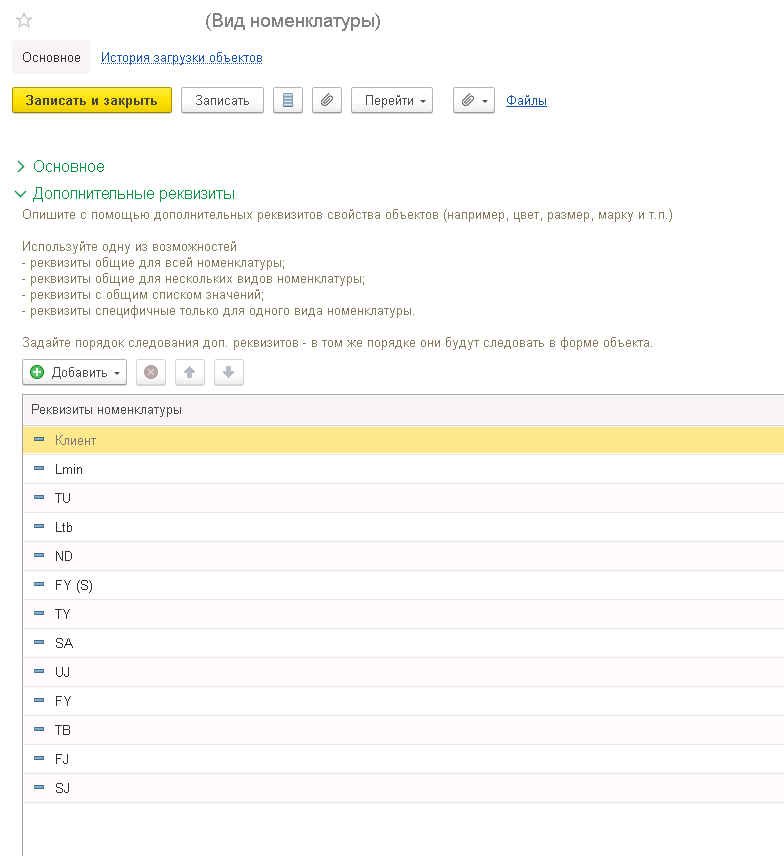 (Вид номенклатуры)
Основное История загрузки объектов
Записать и закрыть Записать Перейти Файлы
Основное
Дополнительные реквизиты
Опишите с помощью дополнительных реквизитов свойства объектов (например, цвет, размер, марку и т.п.)
Используйте одну из возможностей
- реквизиты общие для всей номенклатуры;
- реквизиты общие для нескольких видов номенклатуры;
- реквизиты с общим списком значений;
- реквизиты специфичные только для одного вида номенклатуры.
Задайте порядок следования доп. реквизитов - в том же порядке они будут следовать в форме объекта.
Добавить
Реквизиты номенклатуры
Клиент
Lmin
TU
Ltb
ND
FY (S)
TY
SA
UJ
FY
TB
FJ
SJ